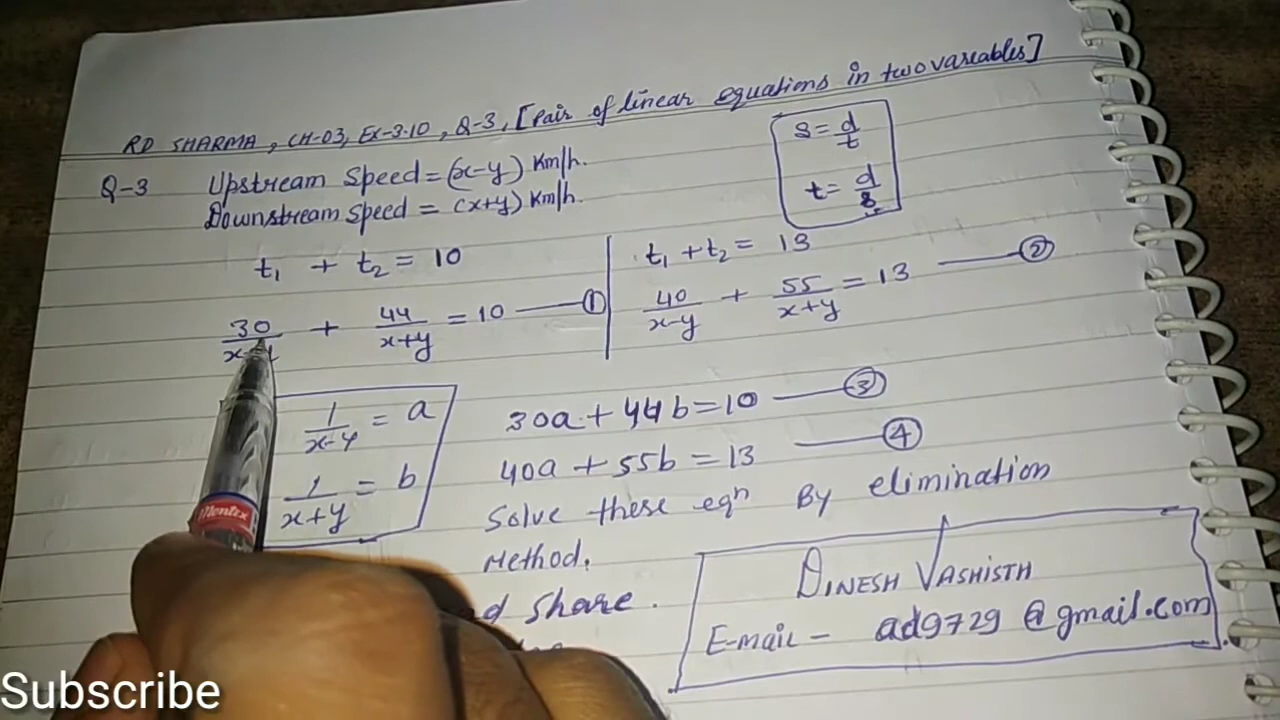 RD SHARMA, CH-03, EX-3.10, Q-3, [Pair of linear equations in two variables]
Q-3 Upstream Speed = (x-y) Km/h.
Downstream Speed = (x+y) Km/h.
S = d/t
t = d/s
t₁ + t₂ = 10
30/x-y + 44/x+y = 10 —— ①
t₁ + t₂ = 13
40/x-y + 55/x+y = 13 —— ②
1/x-y = a
1/x+y = b
30a + 44b = 10 —— ③
40a + 55b = 13 —— ④
Solve these eqⁿ By elimination
Method.
share.
DINESH VASHISTH
E-mail - ad9729@gmail.com
Montex
Subscribe